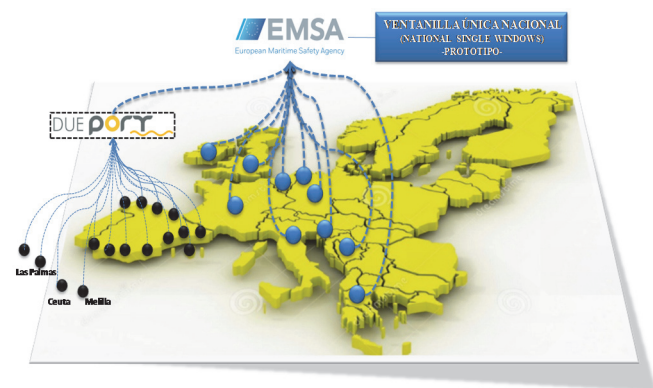 EMSA
European Maritime Safety Agency
VENTANILLA ÚNICA NACIONAL
(NATIONAL SINGLE WINDOWS)
-PROTOTIPO-
DUE PORT
Las Palmas
Ceuta
Melilla